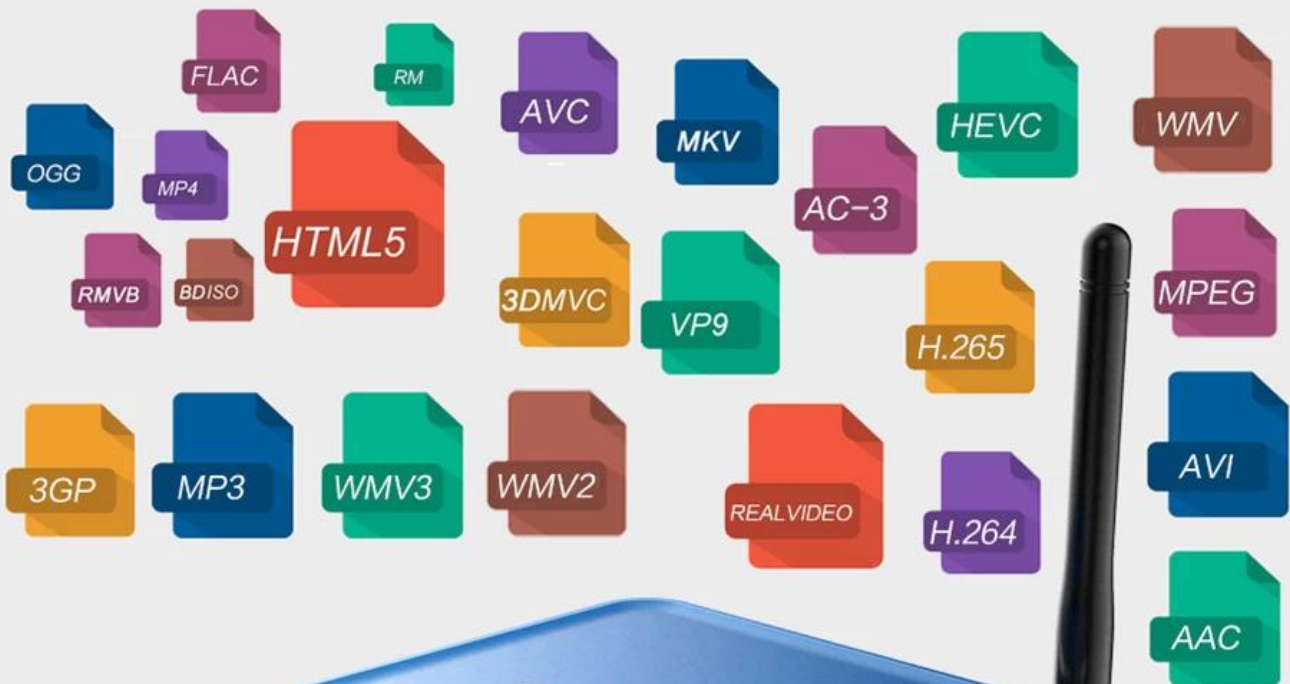 FLAC
RM
AVC
MKV
HEVC
WMV
OGG
MP4
HTML5
AC-3
RMVB
BDISO
3DMVC
VP9
H.265
MPEG
3GP
MP3
WMV3
WMV2
REALVIDEO
H.264
AVI
AAC